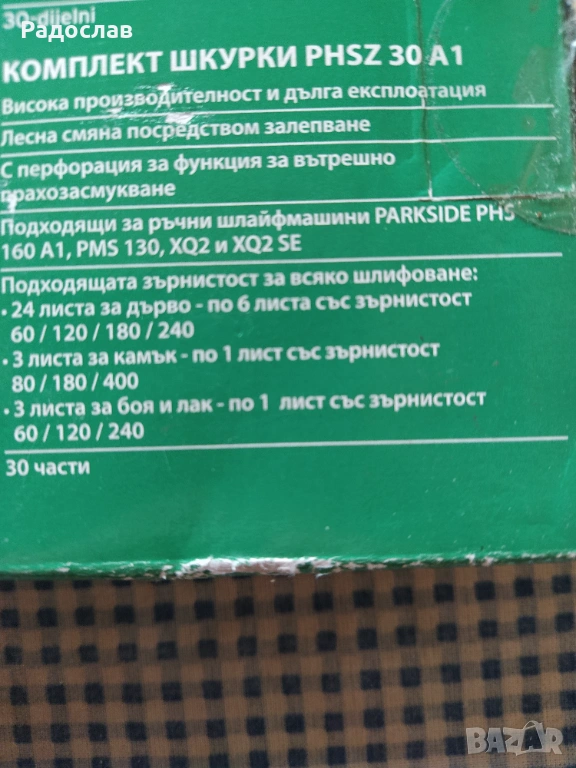 30-dijelni
Радослав
КОМПЛЕКТ ШКУРКИ PHSZ 30 A1
Висока производителност и дълга експлоатация
Лесна смяна посредством залепване
С перфорация за функция за вътрешно
прахозасмукване
Подходящи за ръчни шлайфмашини PARKSIDE PHS
160 A1, PMS 130, XQ2 и XQ2 SE
Подходящата зърнистост за всяко шлифоване:
• 24 листа за дърво - по 6 листа със зърнистост
60 / 120 / 180 / 240
• 3 листа за камък - по 1 лист със зърнистост
80 / 180 / 400
• 3 листа за боя и лак - по 1 лист със зърнистост
60 / 120 / 240
30 части
BAZAR